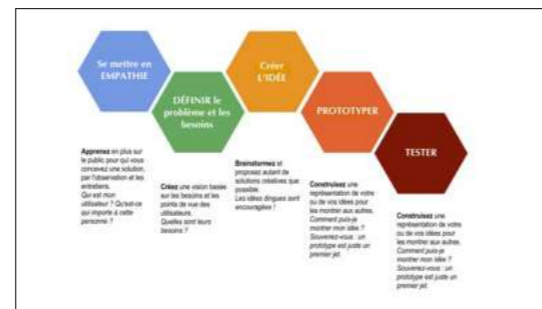 Se mettre en
EMPATHIE
DÉFINIR le
problème et les
besoins
Créer
L'IDÉE
PROTOTYPER
TESTER
Apprenez en plus sur
le public pour qui vous
concevez une solution,
par l'observation et les
entretiens.
Qui est mon
utilisateur ? Qu'est-ce
qui importe à cette
personne ?
Créez une vision basée
sur les besoins et les
points de vue des
utilisateurs.
Quelles sont leurs
besoins ?
Brainstormez et
proposez autant de
solutions créatives que
possible.
Les idées dingues sont
encouragées !
Construisez une
représentation de votre
ou de vos idées pour
les montrer aux autres.
Comment puis-je
montrer mon idée ?
Souvenez-vous : un
prototype est juste un
premier jet.
Construisez une
représentation de votre
ou de vos idées pour
les montrer aux autres.
Comment puis-je
montrer mon idée ?
Souvenez-vous : un
prototype est juste un
premier jet.